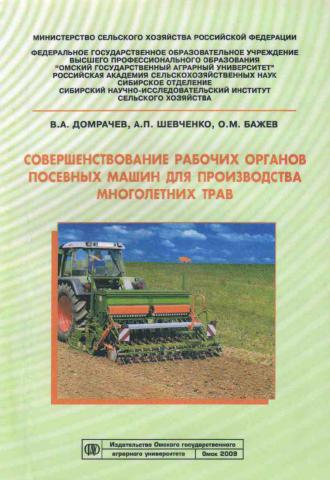 МИНИСТЕРСТВО СЕЛЬСКОГО ХОЗЯЙСТВА РОССИЙСКОЙ ФЕДЕРАЦИИ
ФЕДЕРАЛЬНОЕ ГОСУДАРСТВЕННОЕ ОБРАЗОВАТЕЛЬНОЕ УЧРЕЖДЕНИЕ
ВЫСШЕГО ПРОФЕССИОНАЛЬНОГО ОБРАЗОВАНИЯ
"ОМСКИЙ ГОСУДАРСТВЕННЫЙ АГРАРНЫЙ УНИВЕРСИТЕТ"
РОССИЙСКАЯ АКАДЕМИЯ СЕЛЬСКОХОЗЯЙСТВЕННЫХ НАУК
СИБИРСКОЕ ОТДЕЛЕНИЕ
СИБИРСКИЙ НАУЧНО-ИССЛЕДОВАТЕЛЬСКИЙ ИНСТИТУТ
СЕЛЬСКОГО ХОЗЯЙСТВА
В.А. ДОМРАЧЕВ, А.П. ШЕВЧЕНКО, О.М. БАЖЕВ
СОВЕРШЕНСТВОВАНИЕ РАБОЧИХ ОРГАНОВ
ПОСЕВНЫХ МАШИН ДЛЯ ПРОИЗВОДСТВА
МНОГОЛЕТНИХ ТРАВ
Издательство Омского государственного
аграрного университета
Омск 2009